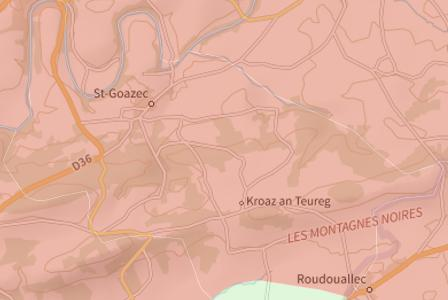 St-Goazec
D36
Kroaz an Teureg
LES MONTAGNES NOIRES
Roudouallec